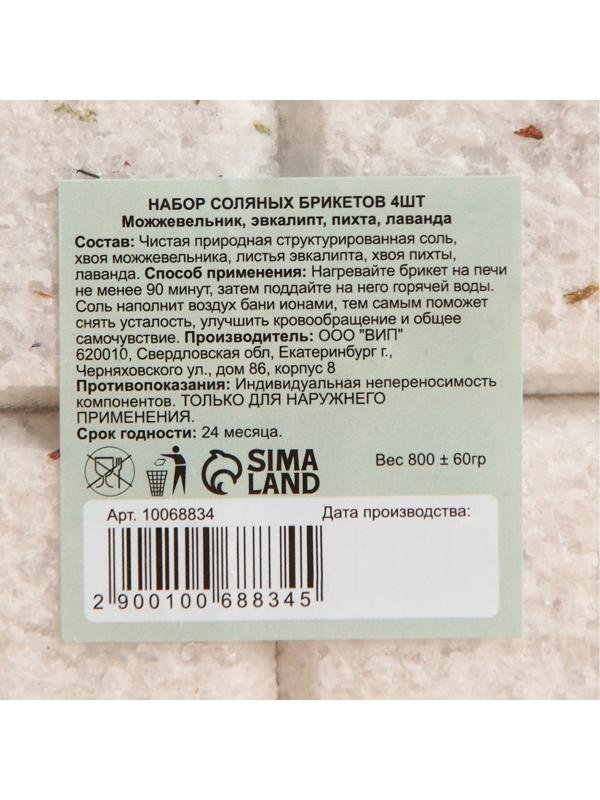 НАБОР СОЛЯНЫХ БРИКЕТОВ 4ШТ
Можжевельник, эвкалипт, пихта, лаванда
Состав: Чистая природная структурированная соль,
хвоя можжевельника, листья эвкалипта, хвоя пихты,
лаванда. Способ применения: Нагревайте брикет на печи
не менее 90 минут, затем поддайте на него горячей воды.
Соль наполнит воздух бани ионами, тем самым поможет
снять усталость, улучшить кровообращение и общее
самочувствие. Производитель: ООО "ВИП"
620010, Свердловская обл, Екатеринбург г.,
Черняховского ул., дом 86, корпус 8
Противопоказания: Индивидуальная непереносимость
компонентов. ТОЛЬКО ДЛЯ НАРУЖНЕГО
ПРИМЕНЕНИЯ.
Срок годности: 24 месяца.
SIMA
LAND
Вес 800 ± 60гр
Арт. 10068834
Дата производства:
2 900100 688345